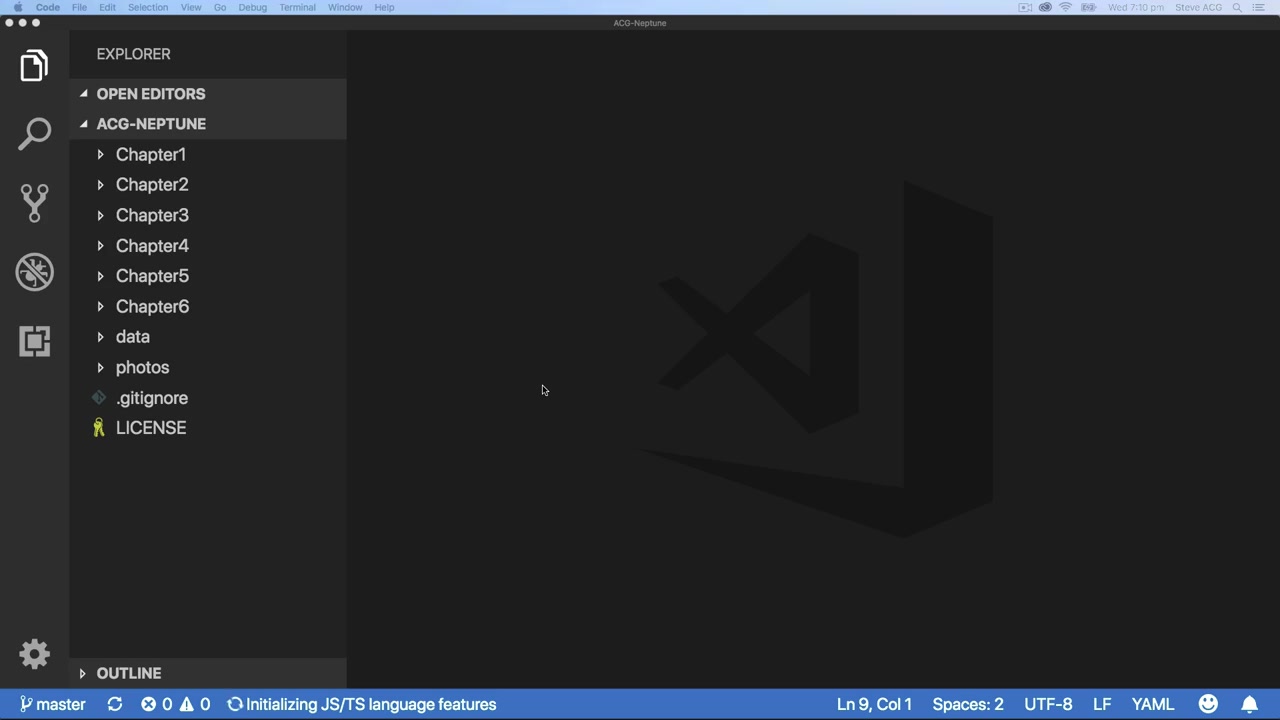 Code File Edit Selection View Go Debug Terminal Window Help Wed 7:10 pm Steve ACG
ACG-Neptune
EXPLORER
OPEN EDITORS
ACG-NEPTUNE
Chapter1
Chapter2
Chapter3
Chapter4
Chapter5
Chapter6
data
photos
.gitignore
LICENSE
OUTLINE
master 0 0 Initializing JS/TS language features Ln 9, Col 1 Spaces: 2 UTF-8 LF YAML